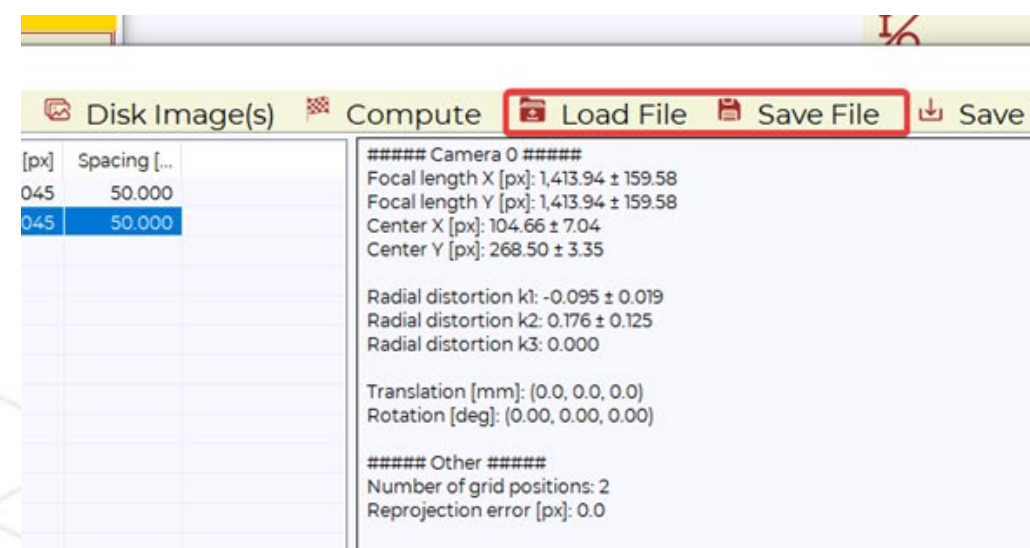 I/O
Disk Image(s) Compute Load File Save File Save
[px] Spacing [...
045 50.000
045 50.000
##### Camera 0 #####
Focal length X [px]: 1,413.94 ± 159.58
Focal length Y [px]: 1,413.94 ± 159.58
Center X [px]: 104.66 ± 7.04
Center Y [px]: 268.50 ± 3.35
Radial distortion k1: -0.095 ± 0.019
Radial distortion k2: 0.176 ± 0.125
Radial distortion k3: 0.000
Translation [mm]: (0.0, 0.0, 0.0)
Rotation [deg]: (0.00, 0.00, 0.00)
##### Other #####
Number of grid positions: 2
Reprojection error [px]: 0.0